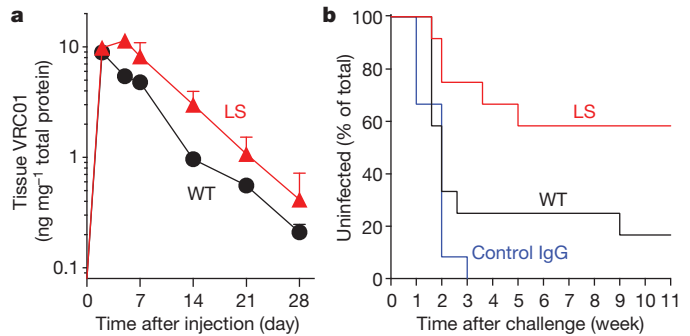 a
Tissue VRC01
(ng mg⁻¹ total protein)
10
1
0.1
LS
WT
0 7 14 21 28
Time after injection (day)
b
Uninfected (% of total)
100
80
60
40
20
0
LS
WT
Control IgG
0 1 2 3 4 5 6 7 8 9 10 11
Time after challenge (week)